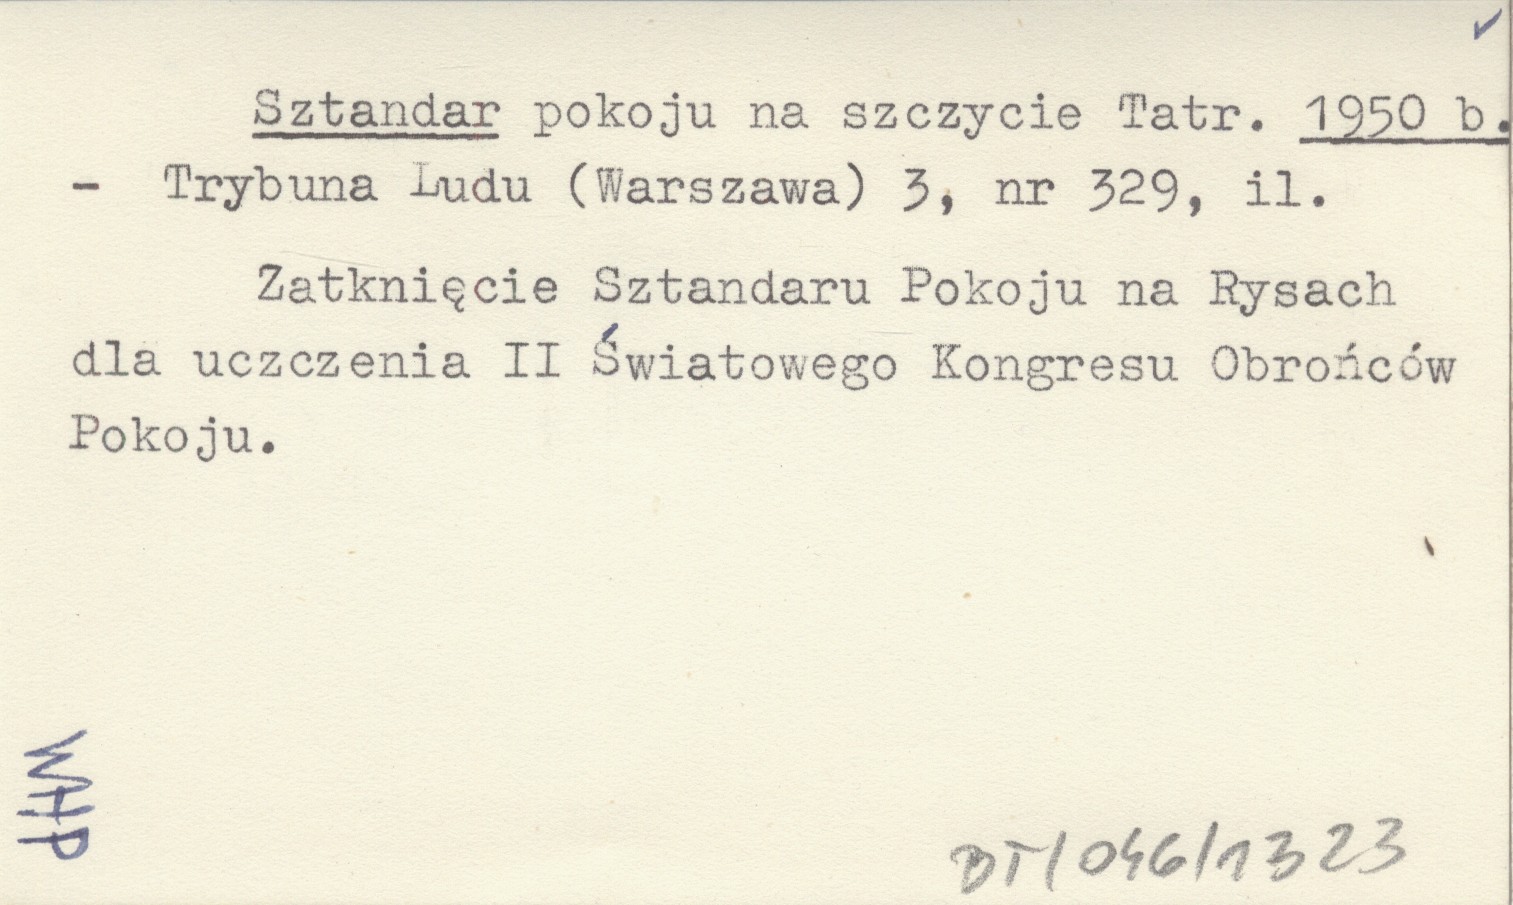 Sztandar pokoju na szczycie Tatr. 1950 b.
- Trybuna Ludu (Warszawa) 3, nr 329, il.
Zatknięcie Sztandaru Pokoju na Rysach
dla uczczenia II Światowego Kongresu Obrońców
Pokoju.
WHP
BT/046/1323